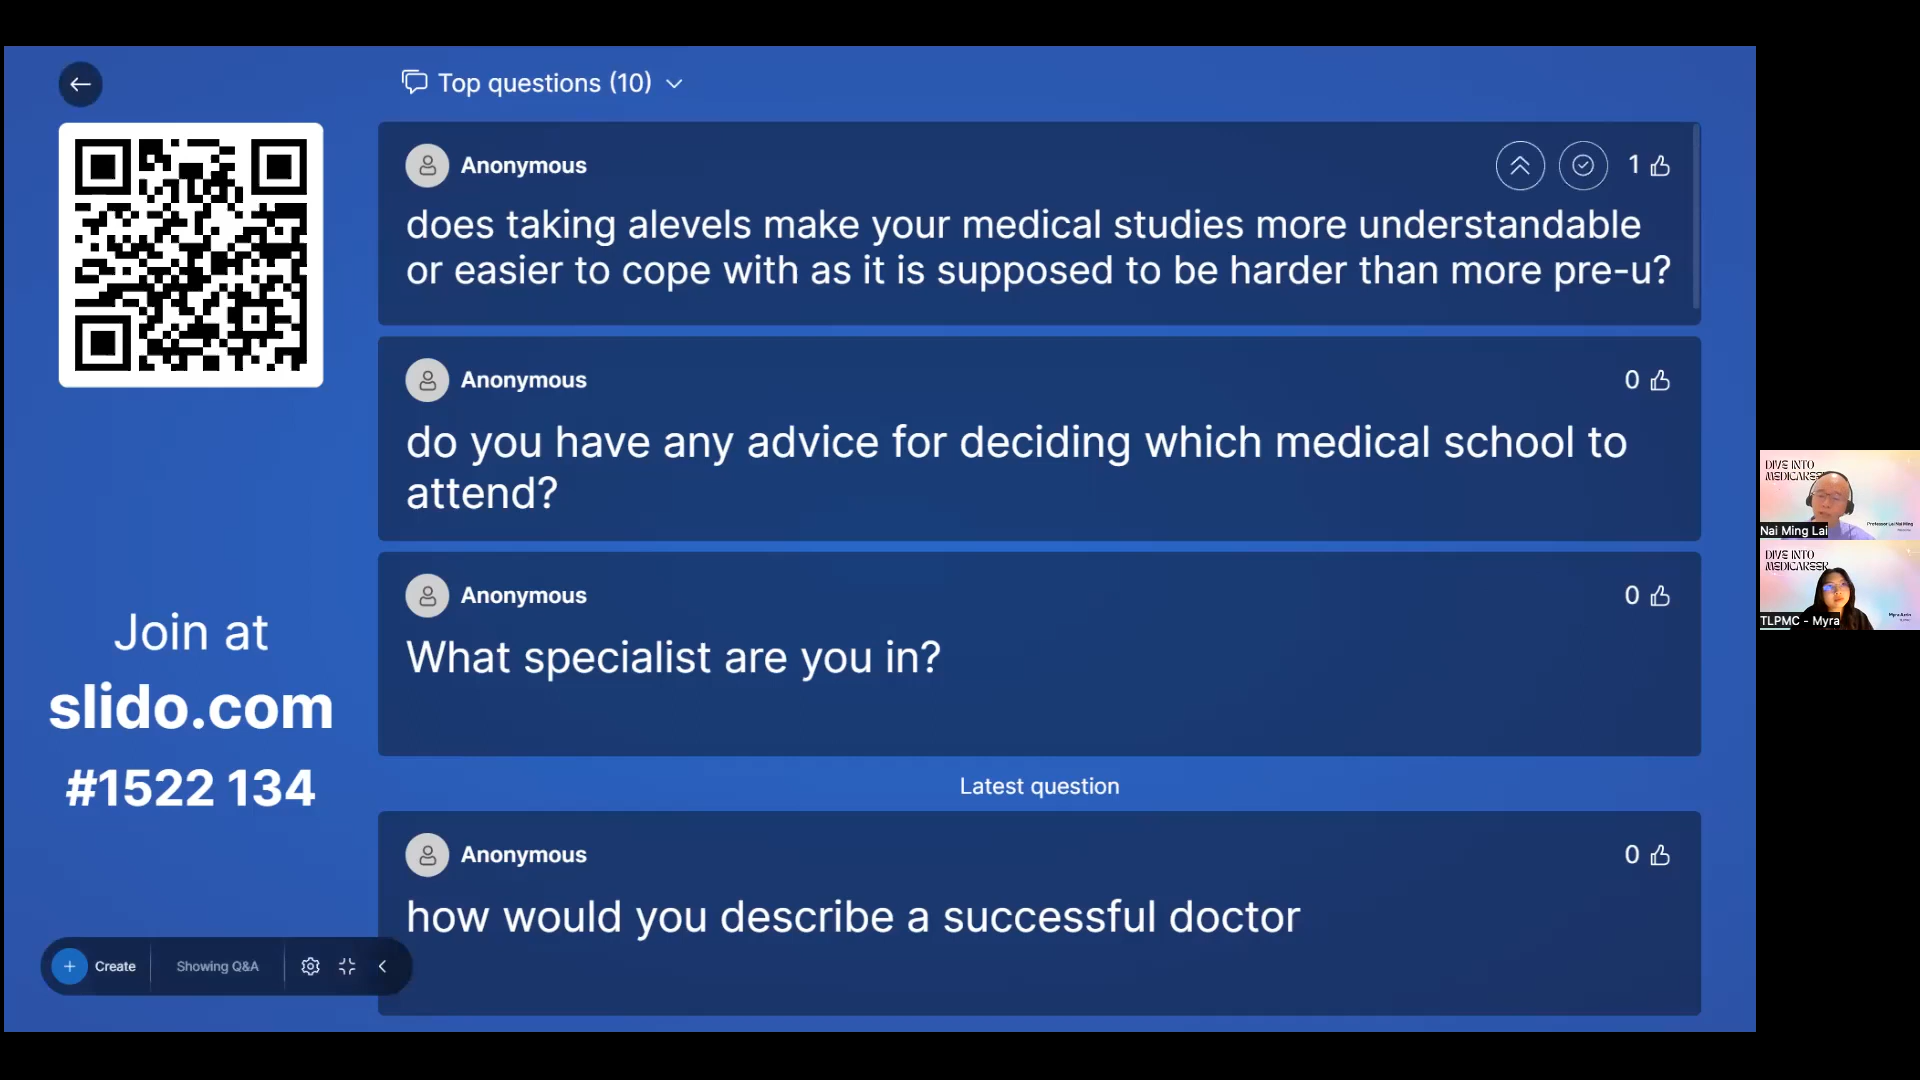 Top questions (10)
Anonymous
1
does taking alevels make your medical studies more understandable
or easier to cope with as it is supposed to be harder than more pre-u?
Anonymous
0
do you have any advice for deciding which medical school to
attend?
Anonymous
0
What specialist are you in?
Latest question
Anonymous
0
how would you describe a successful doctor
Join at
slido.com
#1522 134
Create
Showing Q&A
DIVE INTO
Professor Lai Nai Ming
Nai Ming Lai
DIVE INTO
TLPMC - Myra